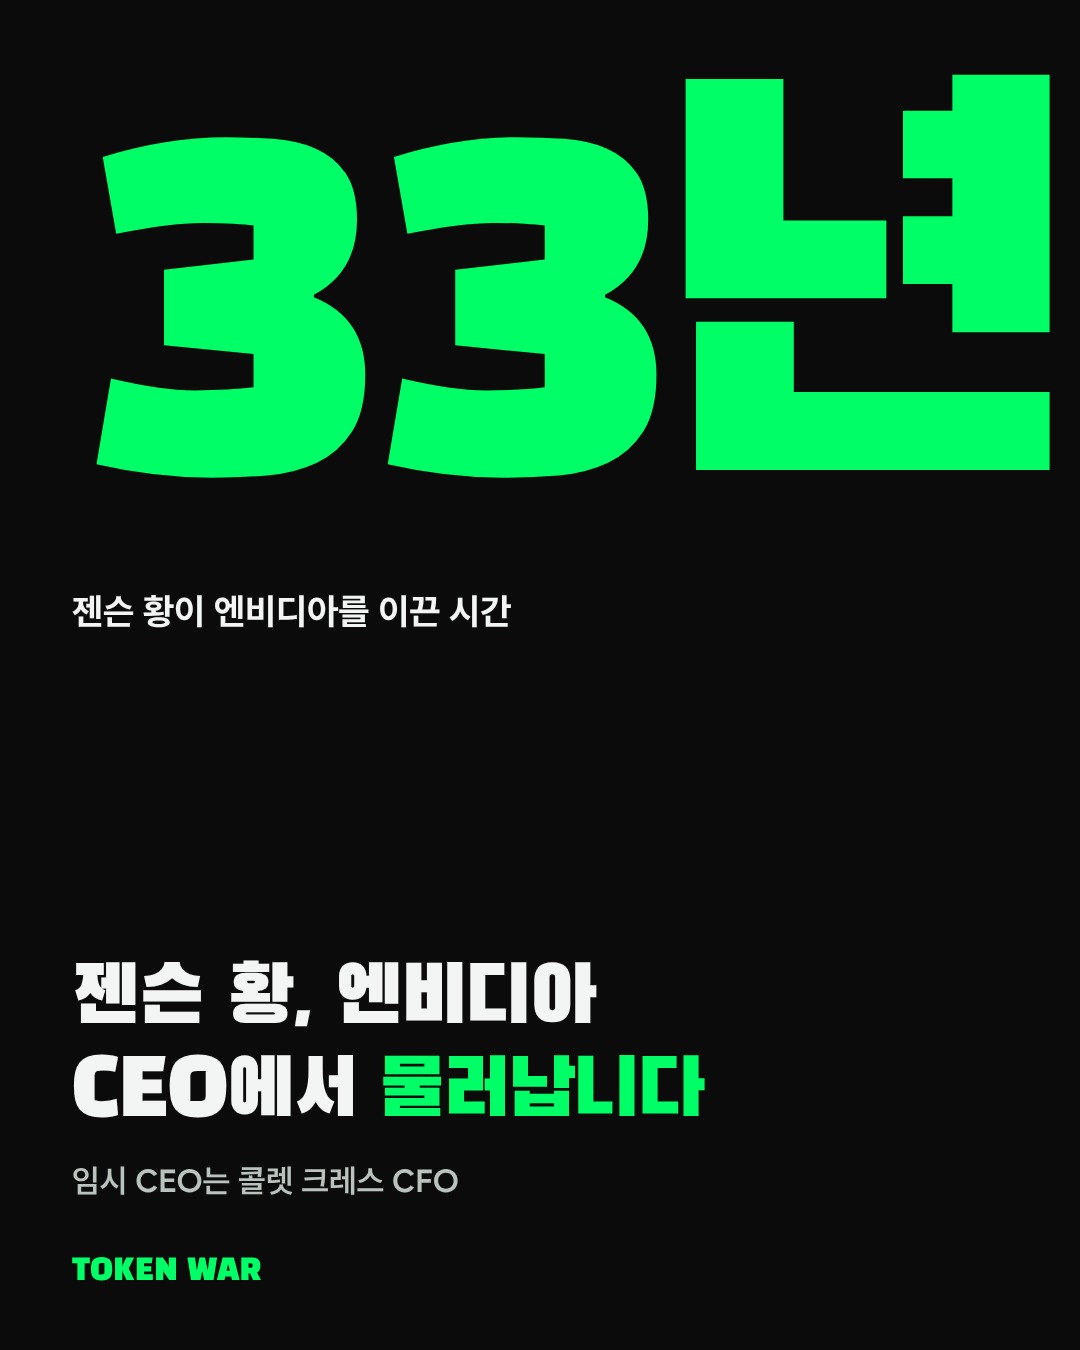 33년
젠슨 황이 엔비디아를 이끈 시간
젠슨 황, 엔비디아
CEO에서 물러납니다
임시 CEO는 콜렛 크레스 CFO
TOKEN WAR